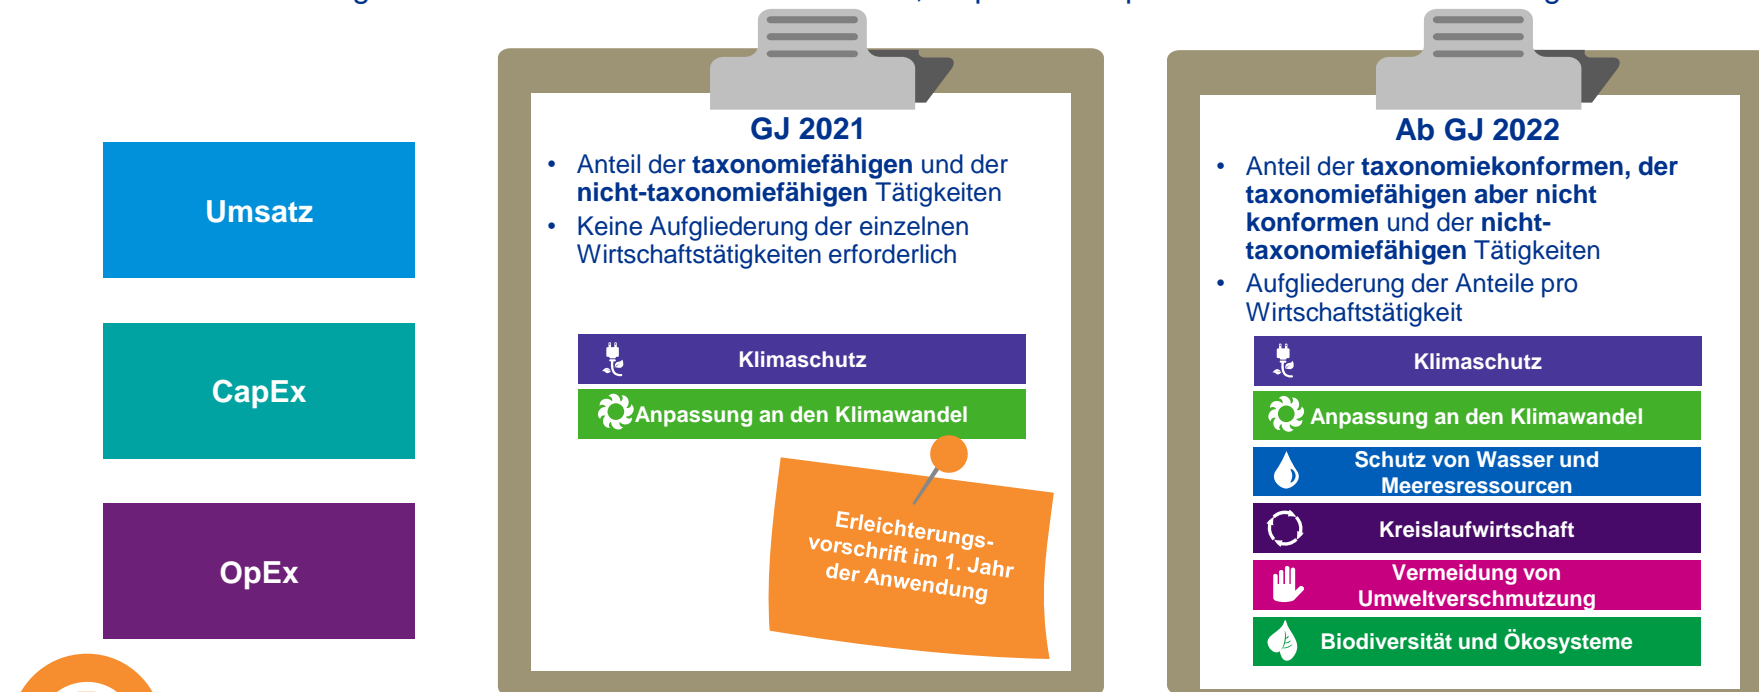 Umsatz
CapEx
OpEx
GJ 2021
• Anteil der taxonomiefähigen und der
nicht-taxonomiefähigen Tätigkeiten
• Keine Aufgliederung der einzelnen
Wirtschaftstätigkeiten erforderlich
Klimaschutz
Anpassung an den Klimawandel
Erleichterungs-
vorschrift im 1. Jahr
der Anwendung
Ab GJ 2022
• Anteil der taxonomiekonformen, der
taxonomiefähigen aber nicht
konformen und der nicht-
taxonomiefähigen Tätigkeiten
• Aufgliederung der Anteile pro
Wirtschaftstätigkeit
Klimaschutz
Anpassung an den Klimawandel
Schutz von Wasser und
Meeresressourcen
Kreislaufwirtschaft
Vermeidung von
Umweltverschmutzung
Biodiversität und Ökosysteme